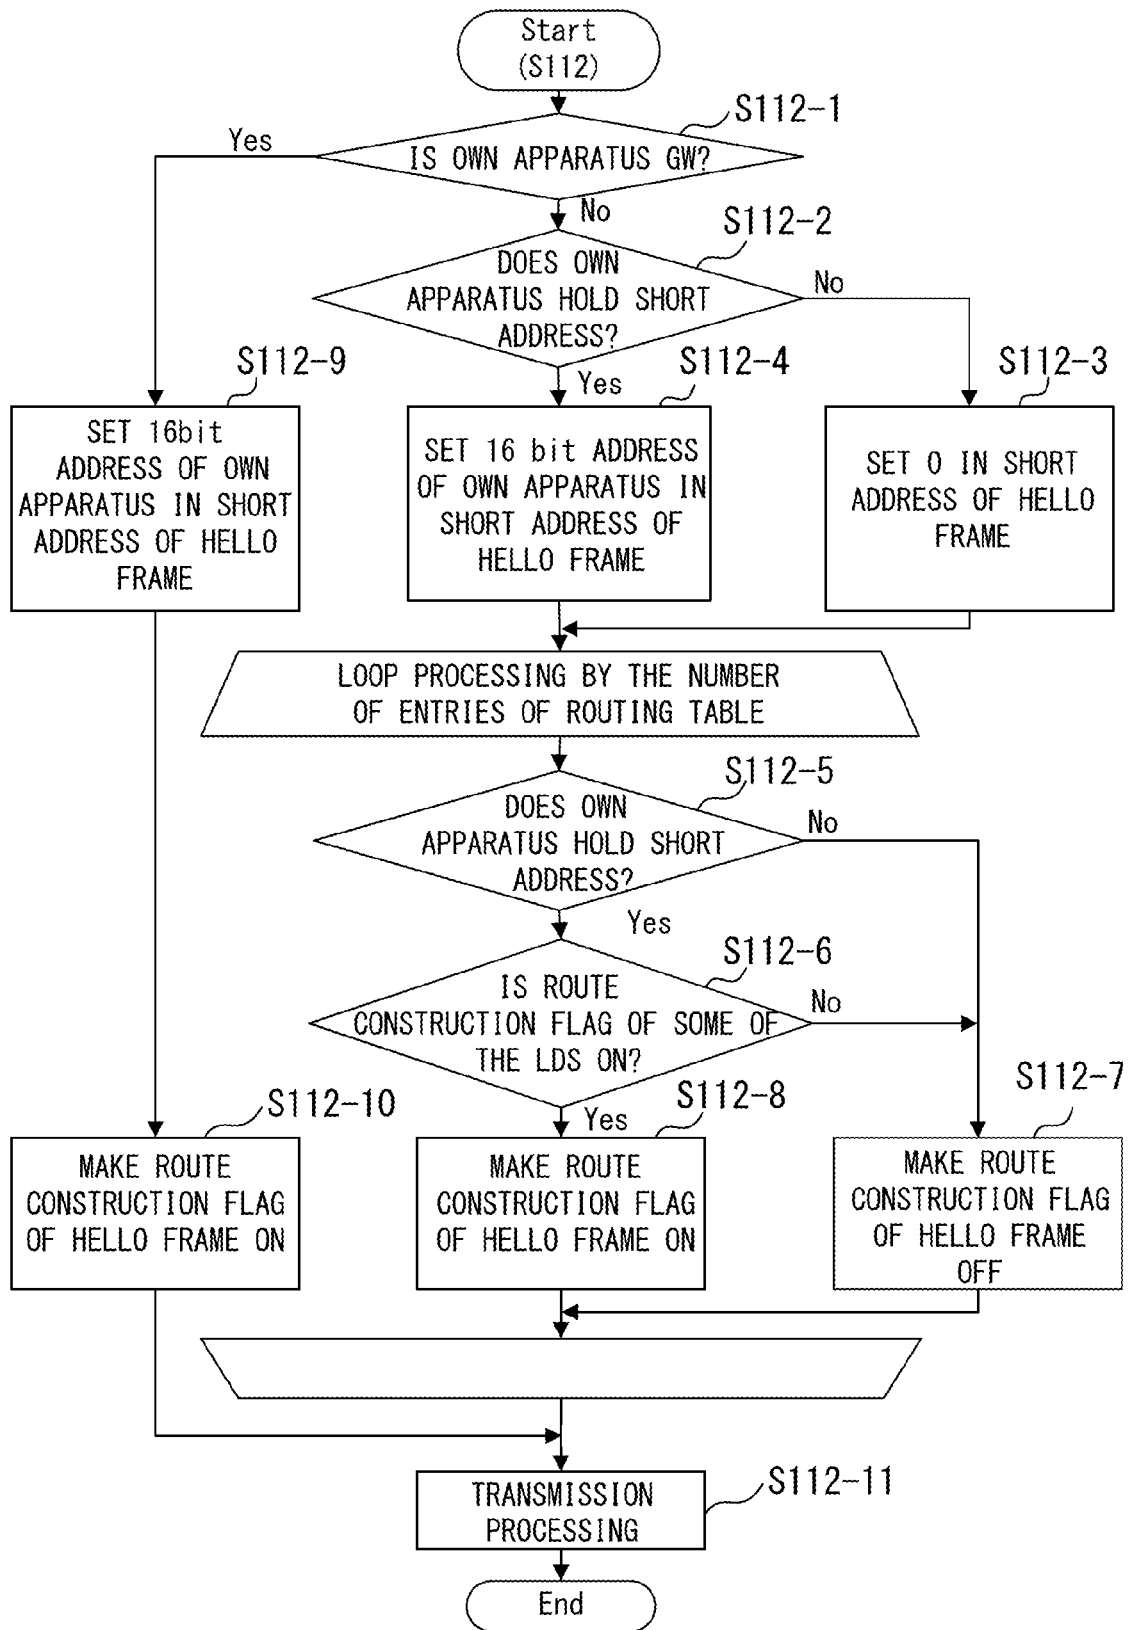 Start
(S112)
S112-1
Yes
IS OWN APPARATUS GW?
No
S112-2
DOES OWN
APPARATUS HOLD SHORT
ADDRESS?
No
S112-9
S112-4
S112-3
Yes
SET 16bit
ADDRESS OF OWN
APPARATUS IN SHORT
ADDRESS OF HELLO
FRAME
SET 16 bit ADDRESS
OF OWN APPARATUS IN
SHORT ADDRESS OF
HELLO FRAME
SET 0 IN SHORT
ADDRESS OF HELLO
FRAME
LOOP PROCESSING BY THE NUMBER
OF ENTRIES OF ROUTING TABLE
S112-5
DOES OWN
APPARATUS HOLD SHORT
ADDRESS?
No
Yes
S112-6
IS ROUTE
CONSTRUCTION FLAG OF SOME OF
THE LDS ON?
No
S112-10
S112-8
S112-7
Yes
MAKE ROUTE
CONSTRUCTION FLAG
OF HELLO FRAME ON
MAKE ROUTE
CONSTRUCTION FLAG
OF HELLO FRAME ON
MAKE ROUTE
CONSTRUCTION FLAG
OF HELLO FRAME
OFF
S112-11
TRANSMISSION
PROCESSING
End